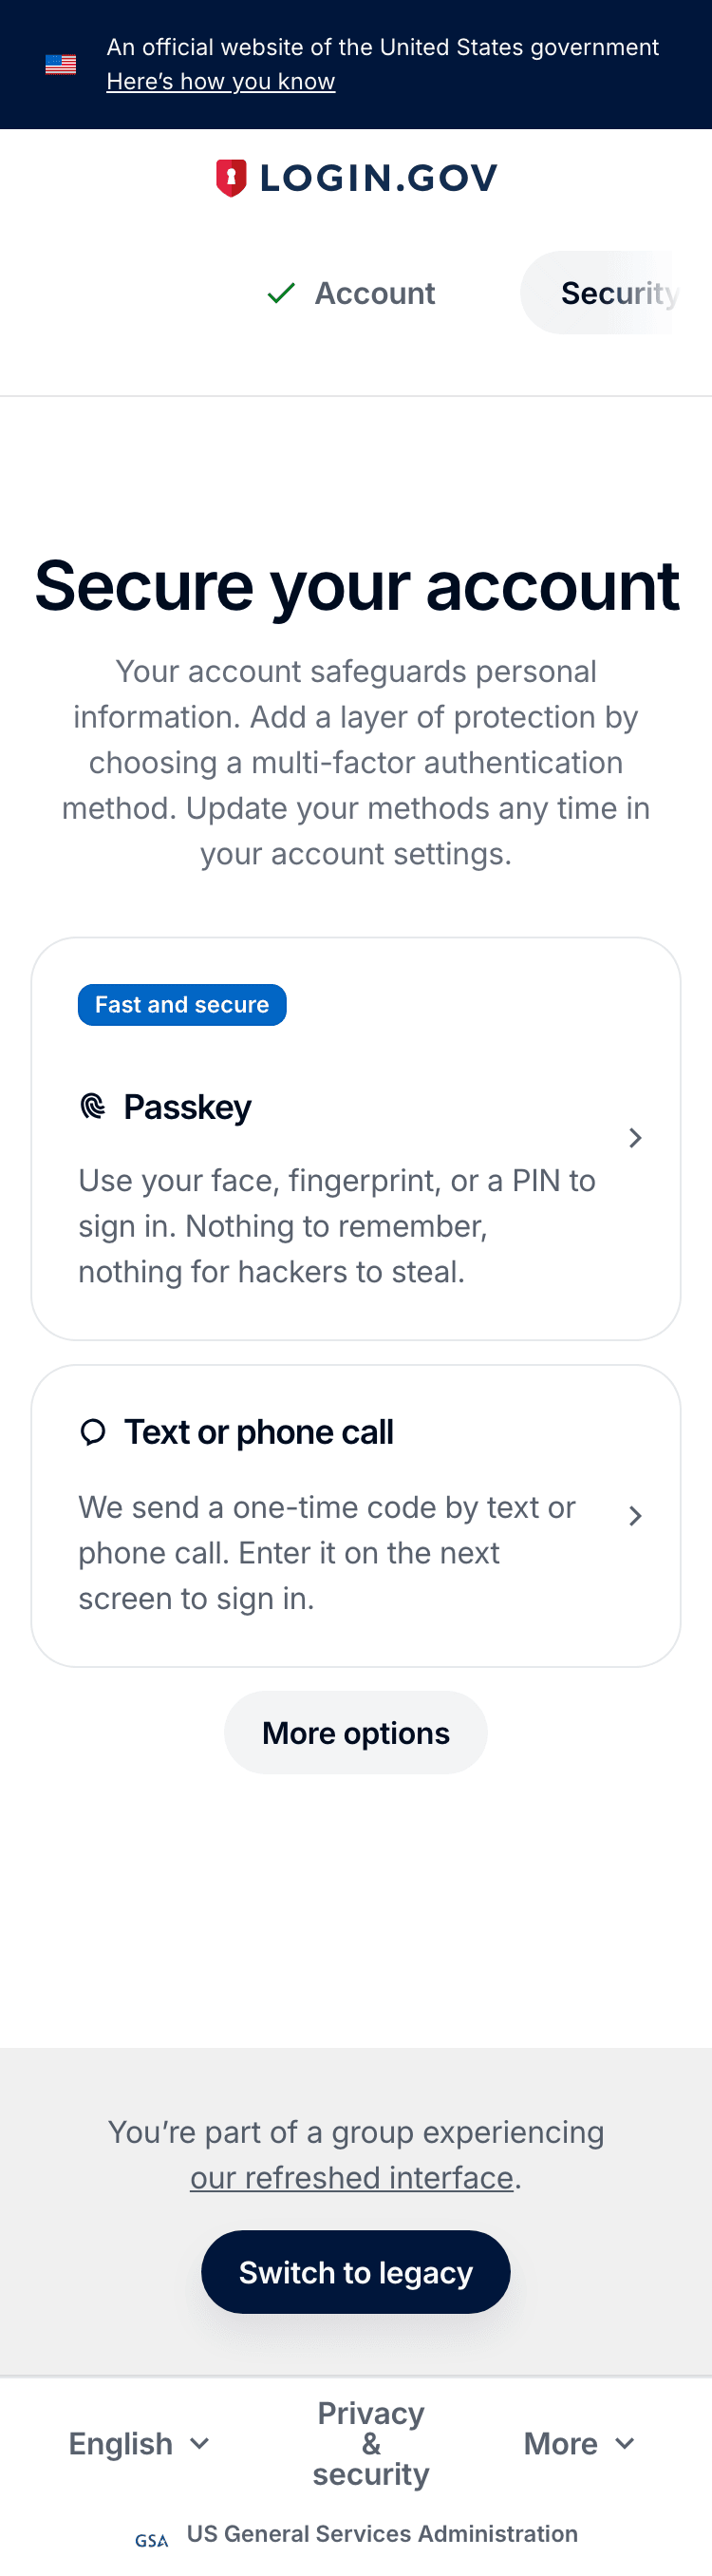 An official website of the United States government
Here’s how you know
LOGIN.GOV
Account
Security
Secure your account
Your account safeguards personal
information. Add a layer of protection by
choosing a multi-factor authentication
method. Update your methods any time in
your account settings.
Fast and secure
Passkey
Use your face, fingerprint, or a PIN to
sign in. Nothing to remember,
nothing for hackers to steal.
Text or phone call
We send a one-time code by text or
phone call. Enter it on the next
screen to sign in.
More options
You’re part of a group experiencing
our refreshed interface.
Switch to legacy
English
Privacy
&
security
More
GSA US General Services Administration